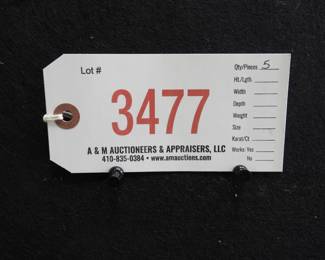 Lot #
3477
A & M AUCTIONEERS & APPRAISERS, LLC
410-835-0384 • www.amauctions.com
Qty/Pieces 5
Ht./Lgth.
Width
Depth
Weight
Size
Karat/Ct
Works: Yes
No